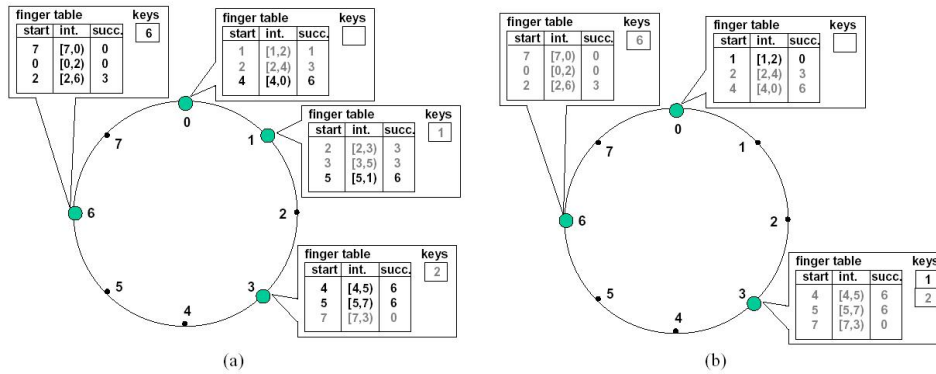 finger table keys
start int. succ. 6
7 [7,0) 0
0 [0,2) 0
2 [2,6) 3
finger table keys
start int. succ.
1 [1,2) 1
2 [2,4) 3
4 [4,0) 6
finger table keys
start int. succ. 1
2 [2,3) 3
3 [3,5) 3
5 [5,1) 6
finger table keys
start int. succ. 2
4 [4,5) 6
5 [5,7) 6
7 [7,3) 0
0
1
2
3
4
5
6
7
(a)
finger table keys
start int. succ. 6
7 [7,0) 0
0 [0,2) 0
2 [2,6) 3
finger table keys
start int. succ.
1 [1,2) 0
2 [2,4) 3
4 [4,0) 6
finger table keys
start int. succ. 1
4 [4,5) 6 2
5 [5,7) 6
7 [7,3) 0
0
1
2
3
4
5
6
7
(b)